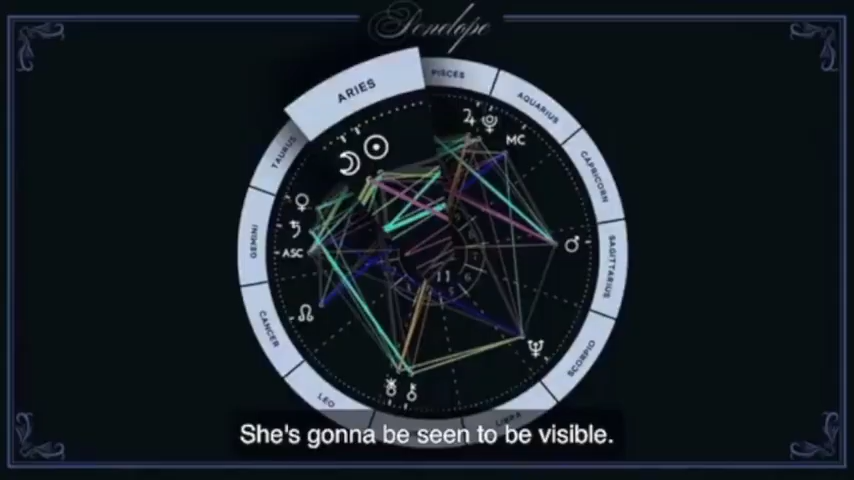 Penelope
ARIES
PISCES
AQUARIUS
TAURUS
MC
CAPRICORN
GEMINI
ASC
SAGITTARIUS
11
CANCER
SCORPIO
LEO
LIBRA
She's gonna be seen to be visible.